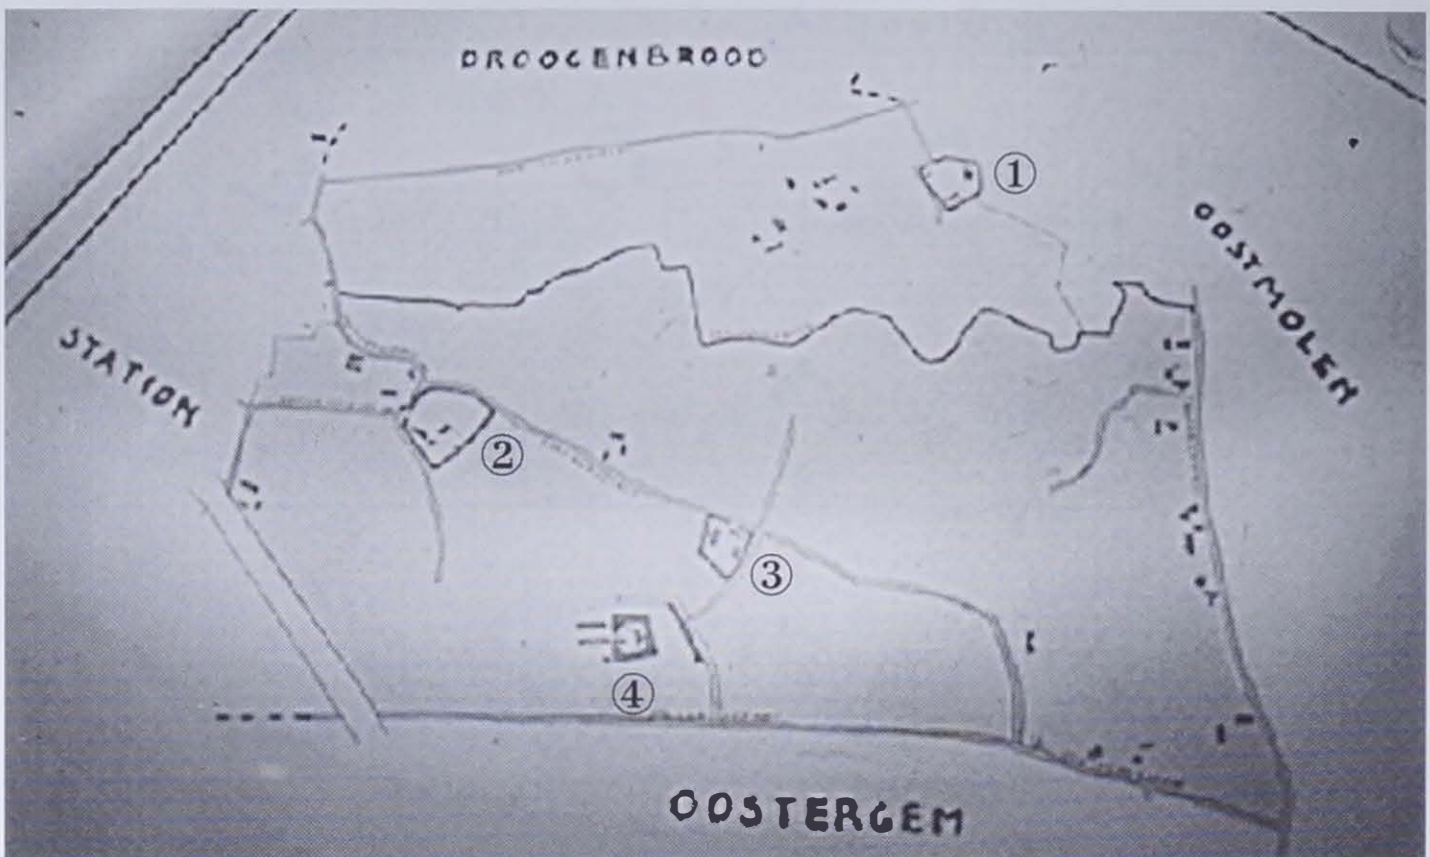 DROOGENBROOD
①
OOSTMOLEN
STATION
②
③
④
OOSTERGEM